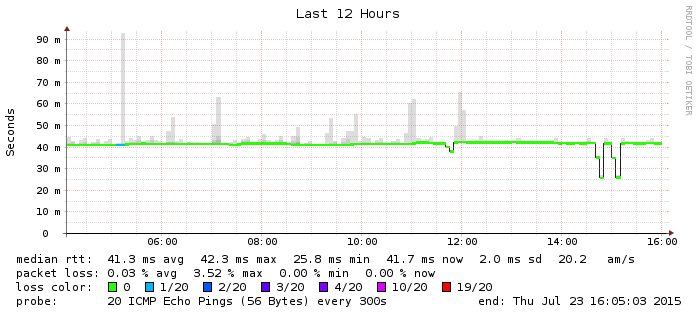 Last 12 Hours
RRDTOOL / TOBI OETIKER
Seconds
90 m
80 m
70 m
60 m
50 m
40 m
30 m
20 m
10 m
0
06:00 08:00 10:00 12:00 14:00 16:00
median rtt: 41.3 ms avg 42.3 ms max 25.8 ms min 41.7 ms now 2.0 ms sd 20.2 am/s
packet loss: 0.03 % avg 3.52 % max 0.00 % min 0.00 % now
loss color: 0 1/20 2/20 3/20 4/20 10/20 19/20
probe: 20 ICMP Echo Pings (56 Bytes) every 300s end: Thu Jul 23 16:05:03 2015